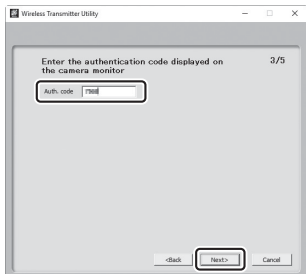 Wireless Transmitter Utility
Enter the authentication code displayed on
the camera monitor
3/5
Auth. code
<Back
Next>
Cancel